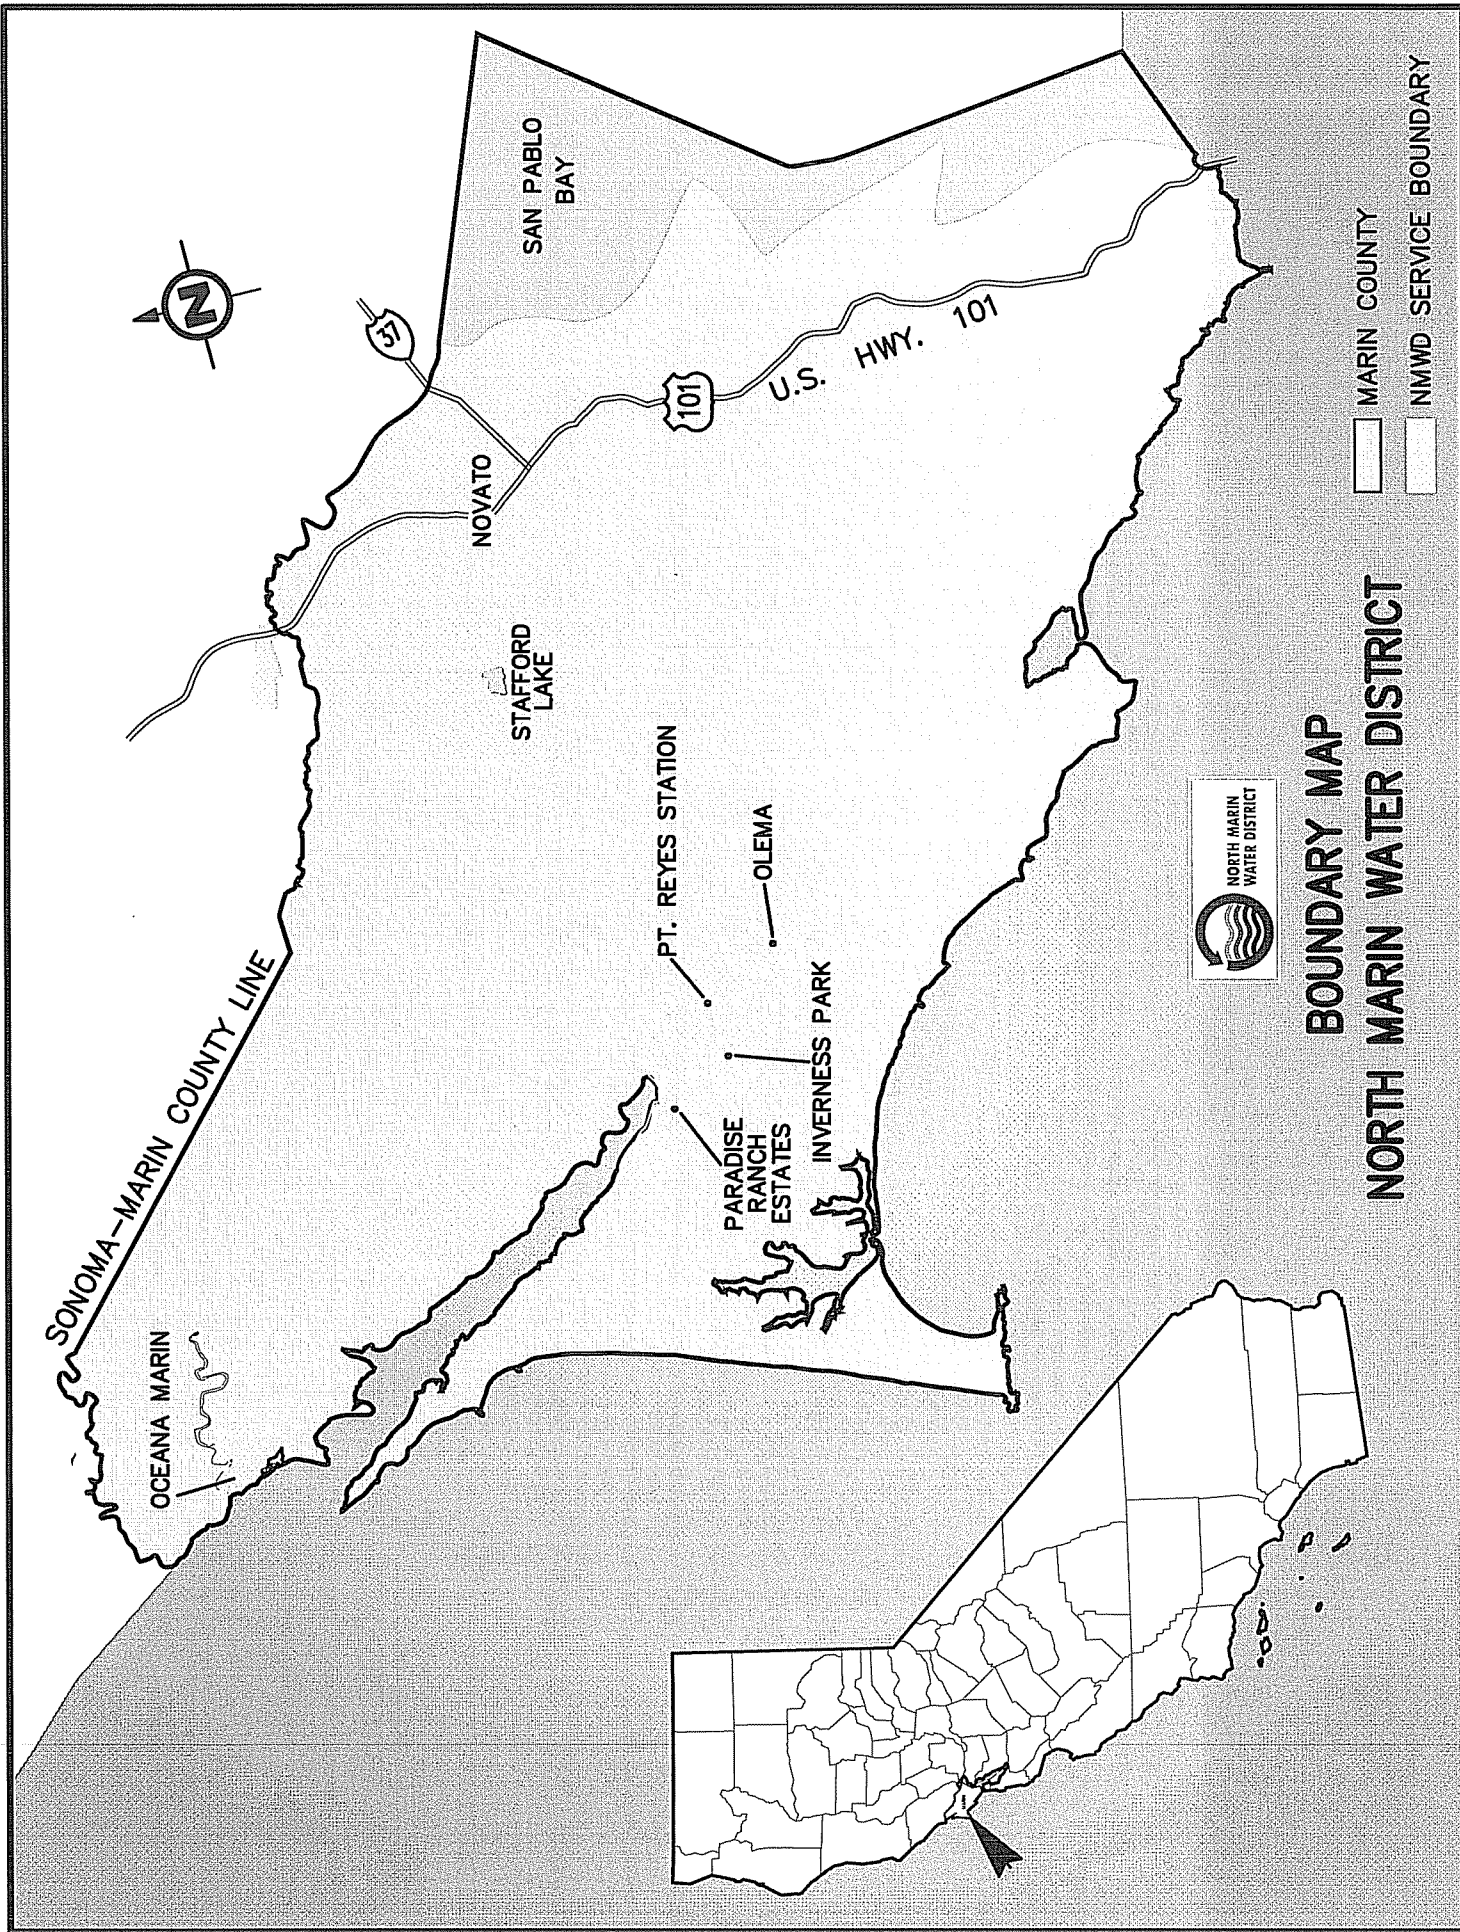 SONOMA-MARIN COUNTY LINE
OCEANA MARIN
N
37
SAN PABLO
BAY
NOVATO
101
U.S. HWY. 101
STAFFORD
LAKE
PT. REYES STATION
OLEMA
INVERNESS PARK
PARADISE
RANCH
ESTATES
NORTH MARIN
WATER DISTRICT
BOUNDARY MAP
NORTH MARIN WATER DISTRICT
MARIN COUNTY
NMWD SERVICE BOUNDARY